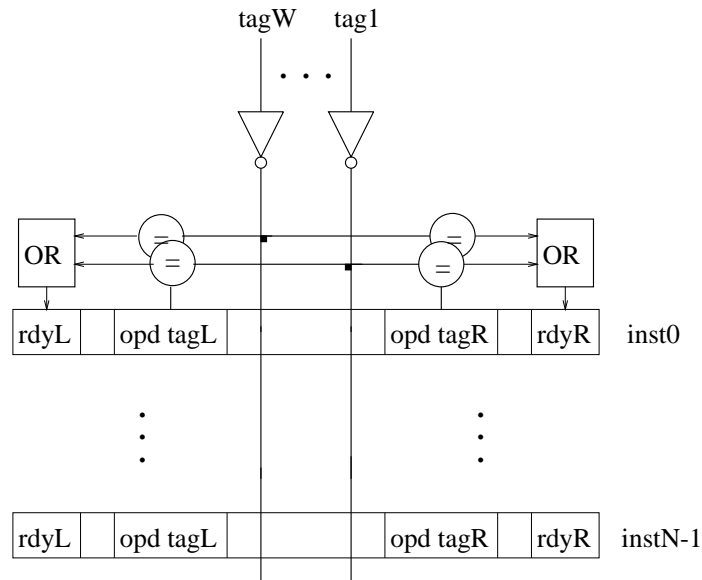 tagW tag1
. . .
= =
OR OR
= =
rdyL opd tagL opd tagR rdyR inst0
rdyL opd tagL opd tagR rdyR instN-1